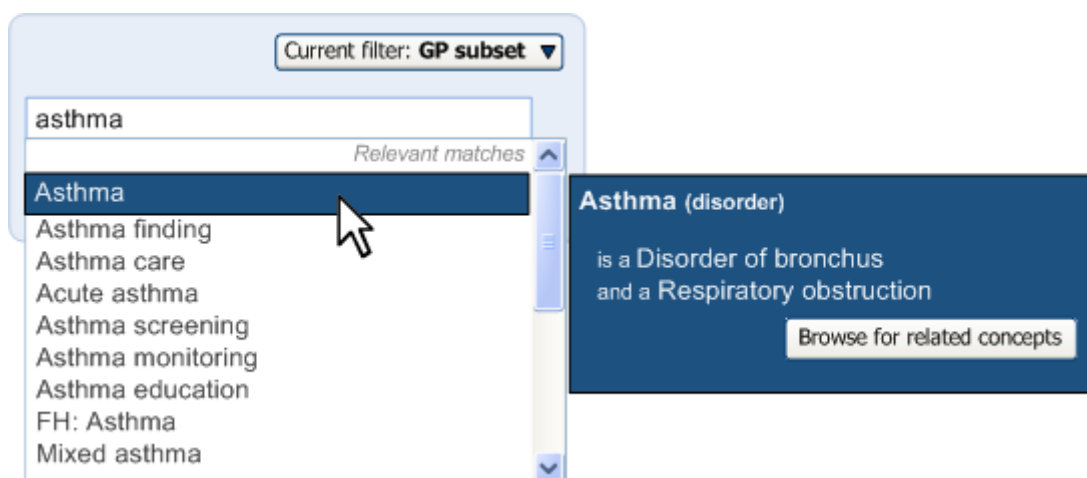 Current filter: GP subset
asthma
Relevant matches
Asthma
Asthma finding
Asthma care
Acute asthma
Asthma screening
Asthma monitoring
Asthma education
FH: Asthma
Mixed asthma
Asthma (disorder)
is a Disorder of bronchus
and a Respiratory obstruction
Browse for related concepts